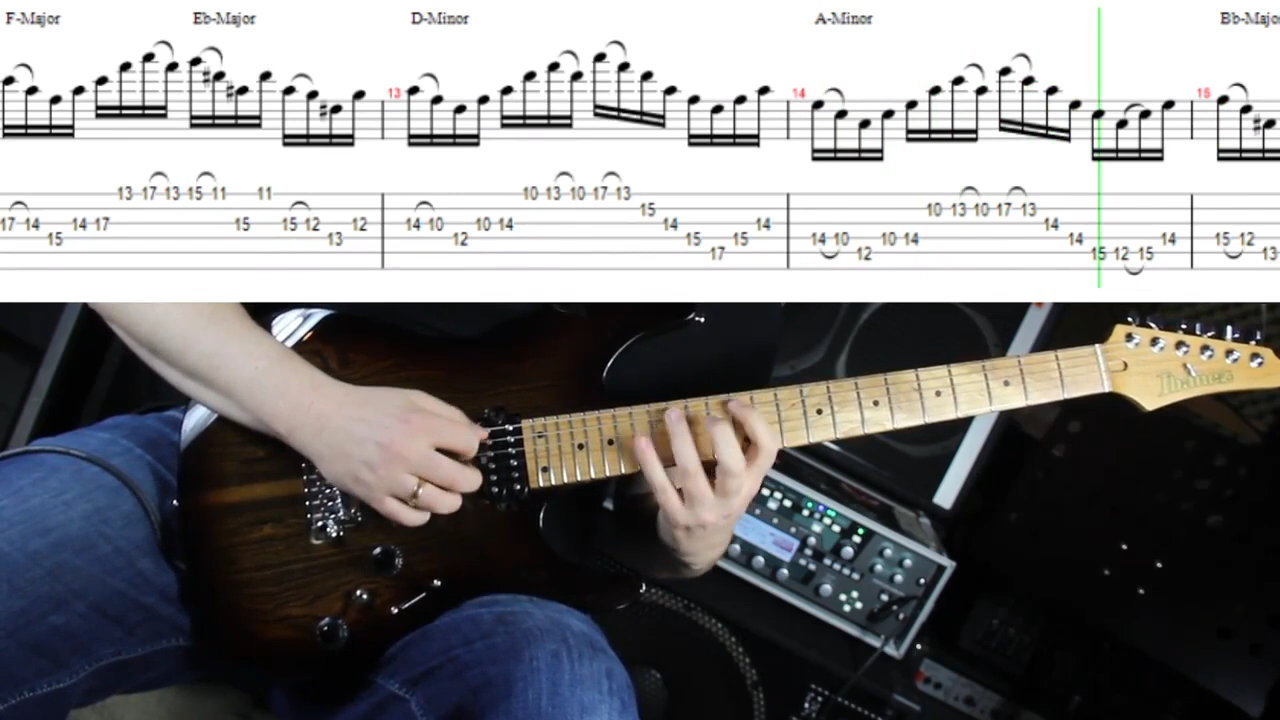 F-Major Eb-Major D-Minor A-Minor Bb-Majo
13 14 16
13 17 13 15 11 11 10 13 10 17 13
15 10 13 10 17 13
17 14 14 17 15 15 12 12 14 10 10 14 14 14 14
15 13 12 15 15 14 10 10 14 14 14 15 12
17 12 15 12 15 13
Ibanez